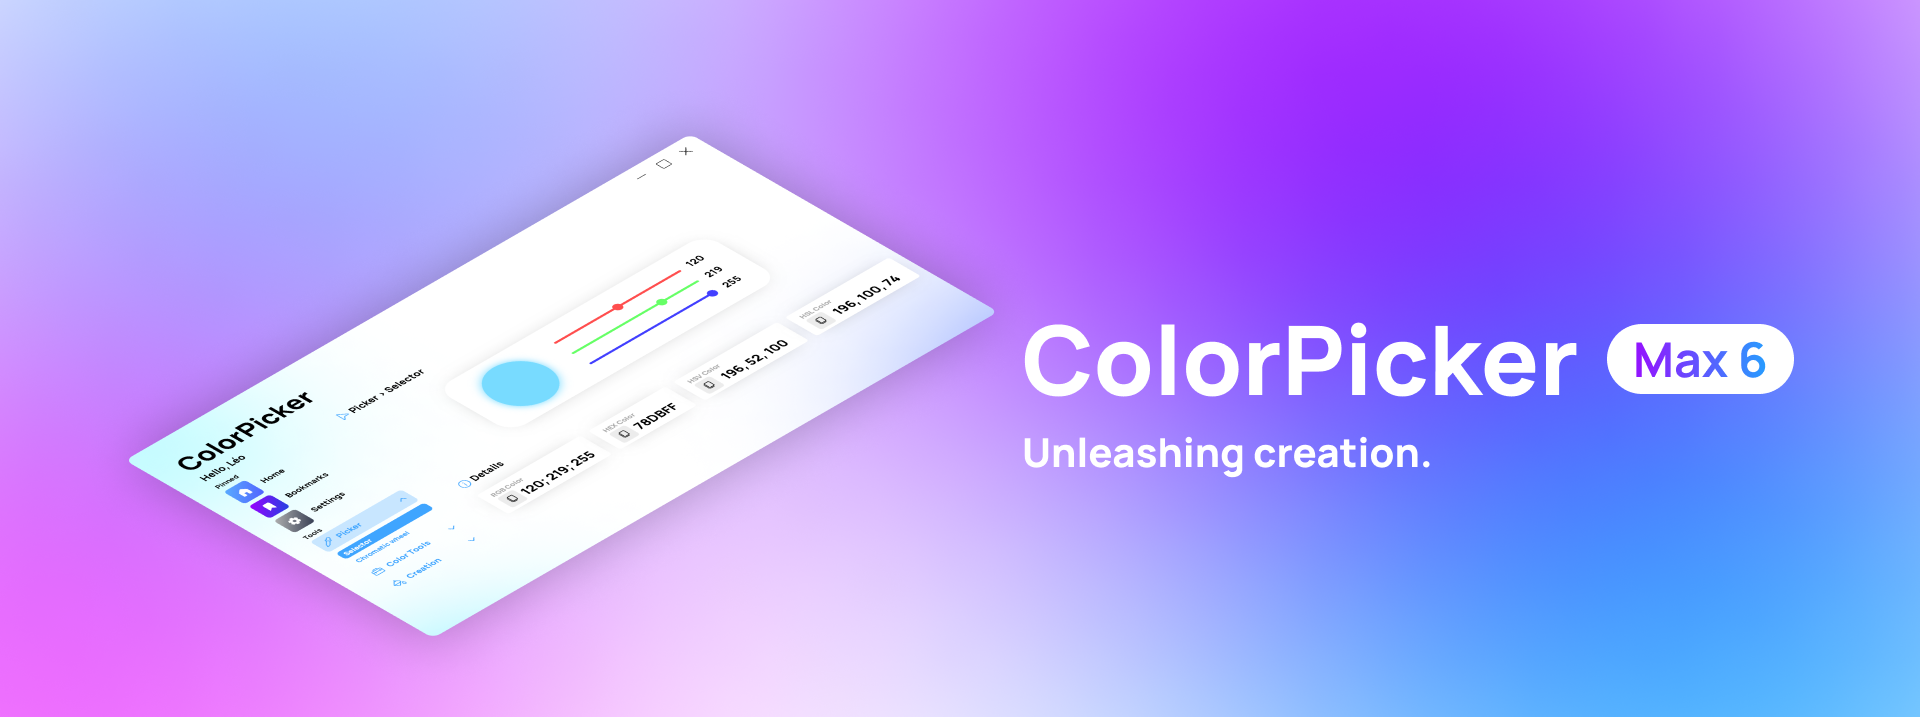 ColorPicker
Hello, Léo
Pinned
Home
Bookmarks
Settings
Tools
Picker
Selector
Chromatic wheel
Color Tools
Creation
Picker › Selector
120
219
255
Details
RGB Color
120; 219; 255
HEX Color
78DBFF
HSV Color
196, 52, 100
HSL Color
196, 100, 74
ColorPicker Max 6
Unleashing creation.